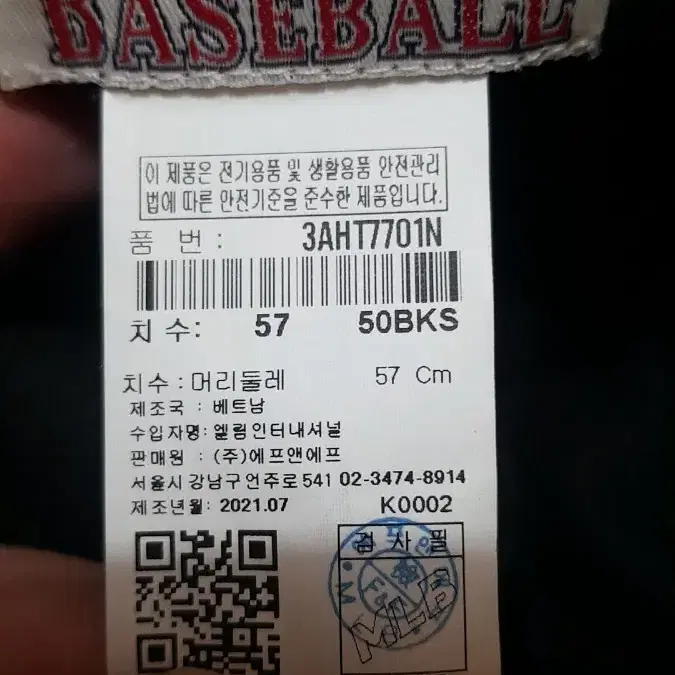 BASEBALL
이 제품은 전기용품 및 생활용품 안전관리
법에 따른 안전기준을 준수한 제품입니다.
품 번 : 3AHT7701N
치 수: 57 50BKS
치수 : 머리둘레 57 Cm
제조국 : 베트남
수입자명: 엘림인터내셔널
판매원 : (주)에프앤에프
서울시 강남구 언주로 541 02-3474-8914
제조년월: 2021.07 K0002
검 사 필
MLB